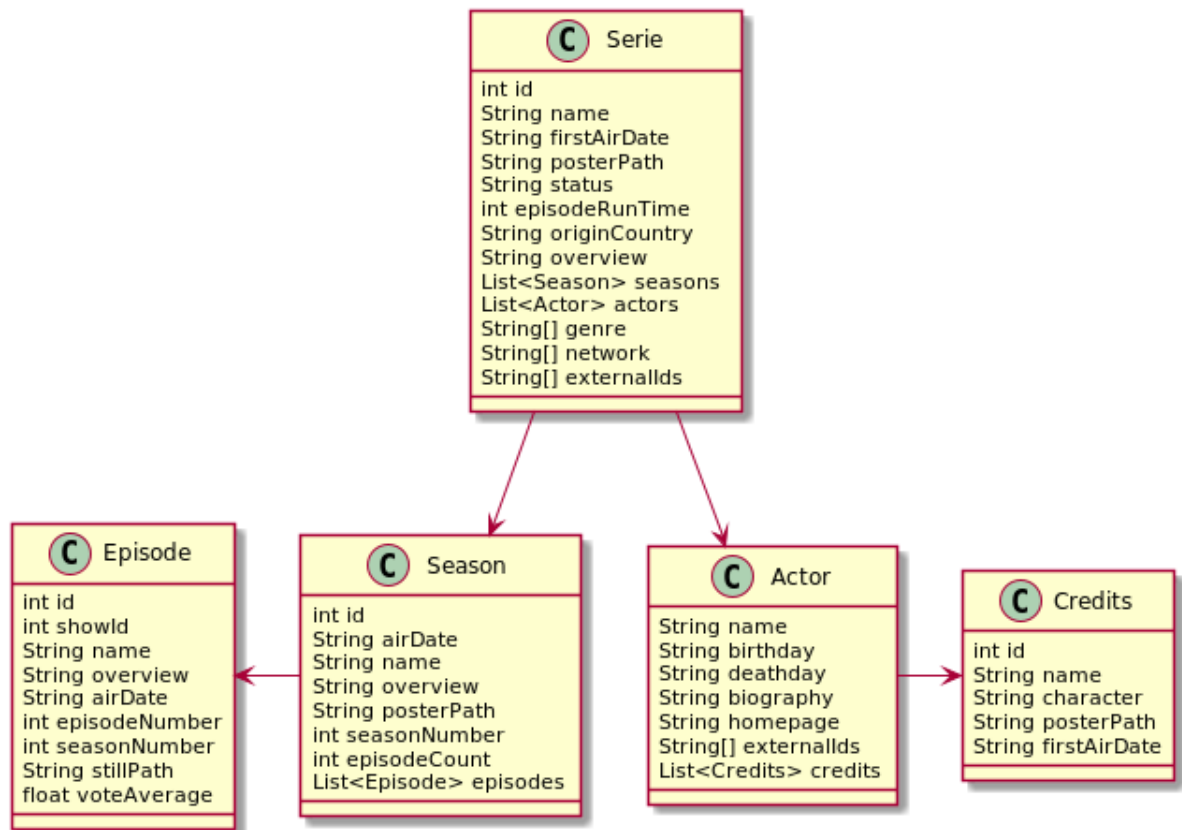 C Serie
int id
String name
String firstAirDate
String posterPath
String status
int episodeRunTime
String originCountry
String overview
List<Season> seasons
List<Actor> actors
String[] genre
String[] network
String[] externalIds
C Episode
int id
int showId
String name
String overview
String airDate
int episodeNumber
int seasonNumber
String stillPath
float voteAverage
C Season
int id
String airDate
String name
String overview
String posterPath
int seasonNumber
int episodeCount
List<Episode> episodes
C Actor
String name
String birthday
String deathday
String biography
String homepage
String[] externalIds
List<Credits> credits
C Credits
int id
String name
String character
String posterPath
String firstAirDate